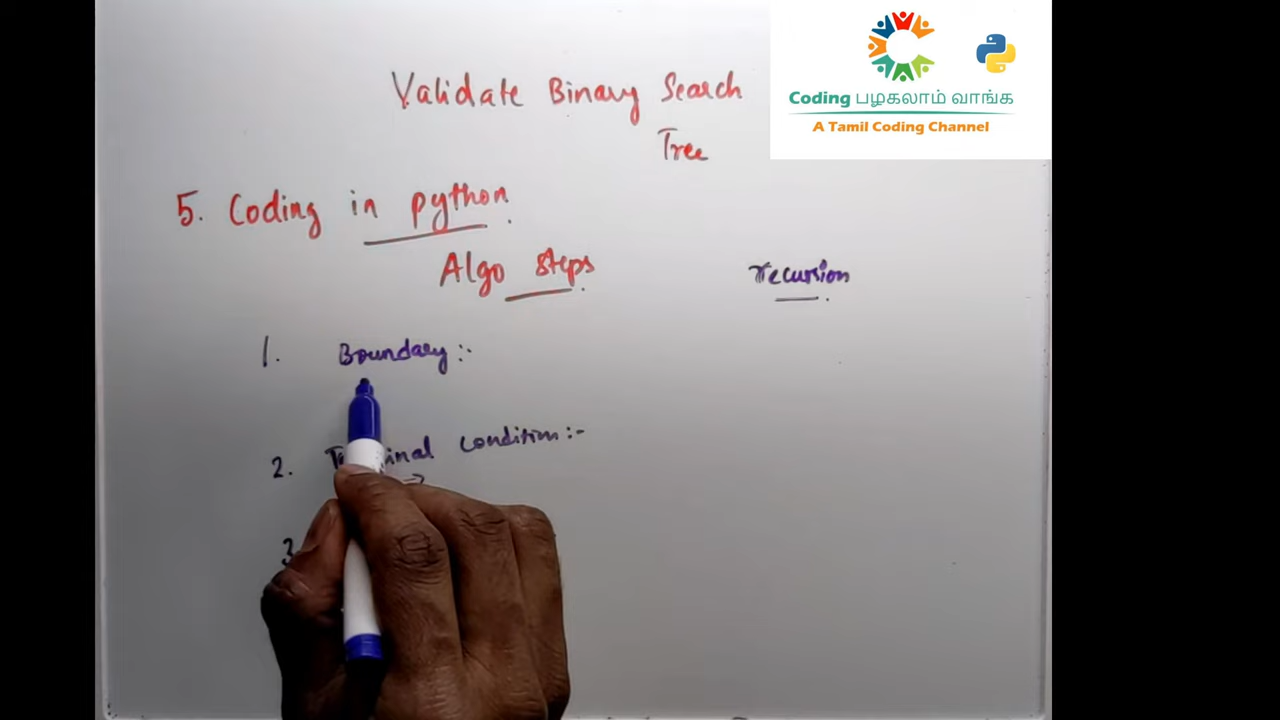 Validate Binary Search
Tree
Coding பழகலாம் வாங்க
A Tamil Coding Channel
5. Coding in python.
Algo steps.
recursion.
1. Boundary:-
2. condition:-
3